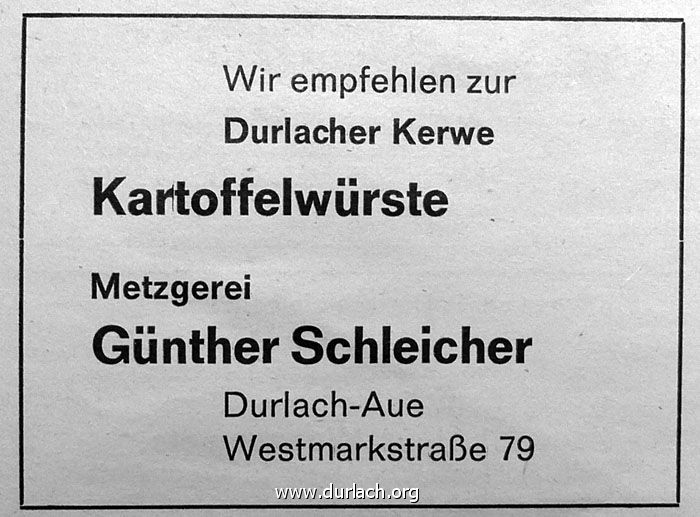 Wir empfehlen zur
Durlacher Kerwe
Kartoffelwürste
Metzgerei
Günther Schleicher
Durlach-Aue
Westmarkstraße 79
www.durlach.org